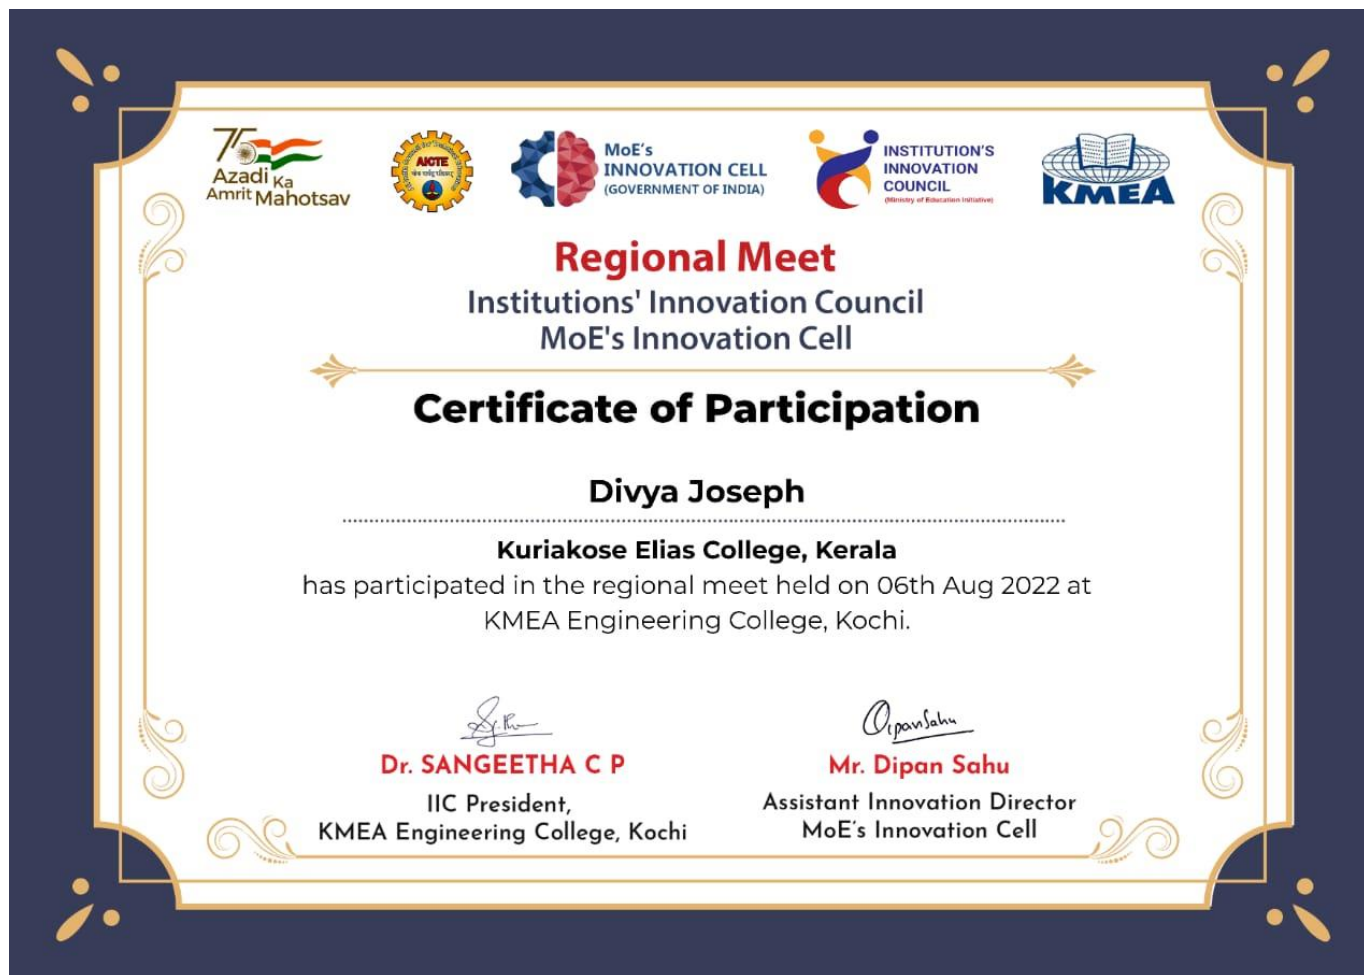 75
Azadi Ka
Amrit Mahotsav
AICTE
MoE's
INNOVATION CELL
(GOVERNMENT OF INDIA)
INSTITUTION'S
INNOVATION
COUNCIL
(Ministry of Education Initiative)
KMEA
Regional Meet
Institutions' Innovation Council
MoE's Innovation Cell
Certificate of Participation
Divya Joseph
Kuriakose Elias College, Kerala
has participated in the regional meet held on 06th Aug 2022 at
KMEA Engineering College, Kochi.
Dipan Sahu
Dr. SANGEETHA C P
Mr. Dipan Sahu
IIC President,
KMEA Engineering College, Kochi
Assistant Innovation Director
MoE's Innovation Cell